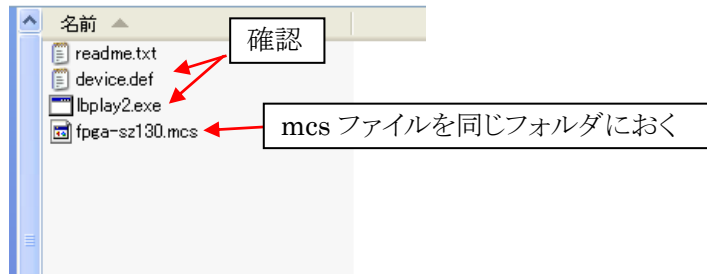 名前
確認
readme.txt
device.def
lbplay2.exe
fpga-sz130.mcs
mcs ファイルを同じフォルダにおく